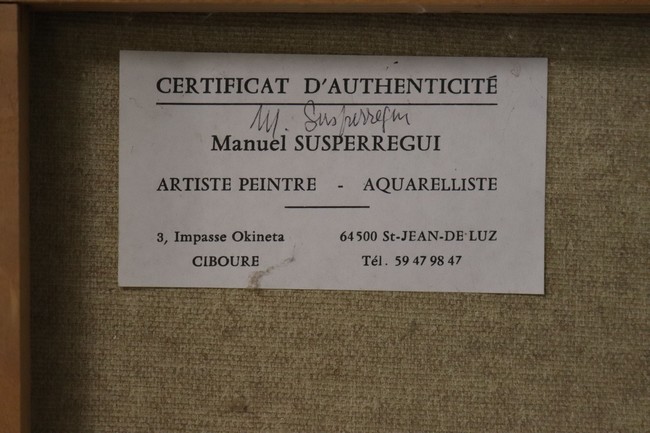 CERTIFICAT D'AUTHENTICITÉ
M. Susperregui
Manuel SUSPERREGUI
ARTISTE PEINTRE - AQUARELLISTE
3, Impasse Okineta 64500 St-JEAN-DE LUZ
CIBOURE Tél. 59 47 98 47